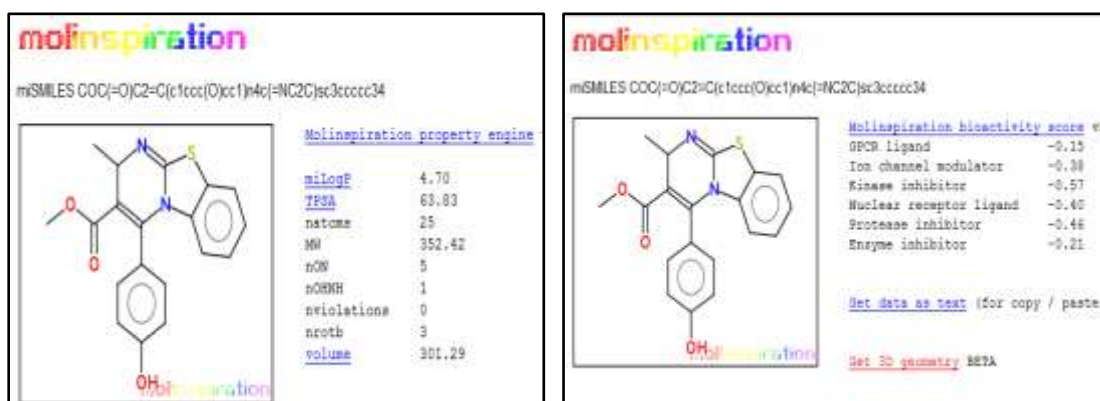 molinspiration
miSMILES COC(=O)C2=C(c1ccc(O)cc1)n4c(=NC2C)sc3ccccc34
Molinspiration property engine
miLogP 4.70
TPSA 63.83
natoms 25
MW 352.42
nON 5
nOHNH 1
nviolations 0
nrotb 3
volume 301.29
N
S
N
O
O
OH
molinspiration
molinspiration
miSMILES COC(=O)C2=C(c1ccc(O)cc1)n4c(=NC2C)sc3ccccc34
Molinspiration bioactivity score v
GPCR ligand -0.15
Ion channel modulator -0.38
Kinase inhibitor -0.57
Nuclear receptor ligand -0.40
Protease inhibitor -0.46
Enzyme inhibitor -0.21
Get data as text (for copy / paste
Get 3D geometry BETA
N
S
N
O
O
OH
molinspiration